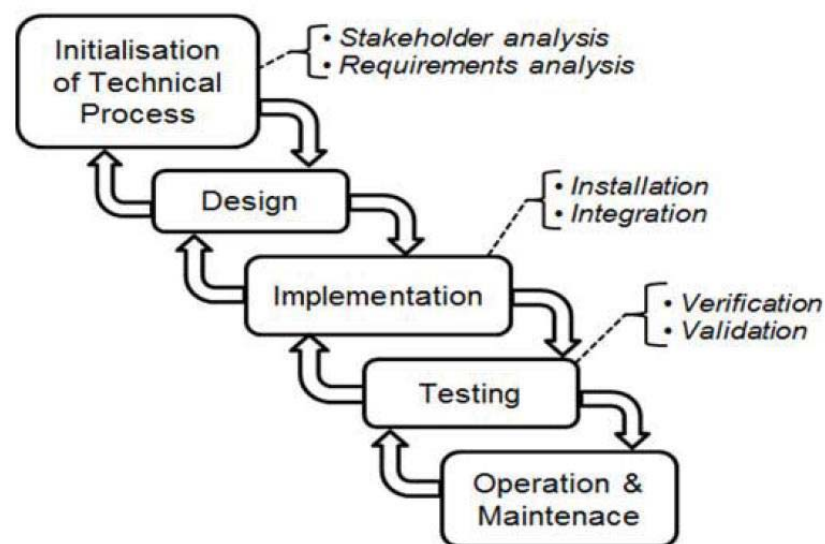 Initialisation
of Technical
Process
• Stakeholder analysis
• Requirements analysis
Design
• Installation
• Integration
Implementation
• Verification
• Validation
Testing
Operation &
Maintenace